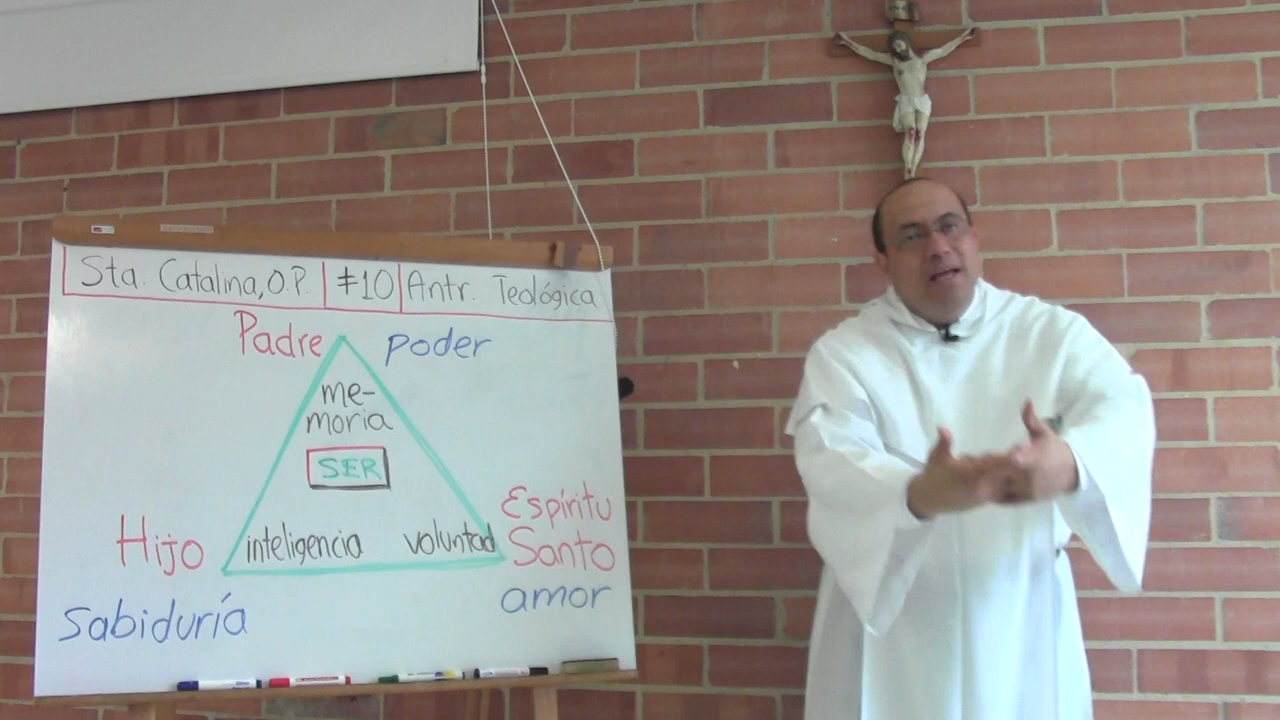 Sta. Catalina, O.P. #10 Antr. Teológica
Padre poder
me-
moria
SER
Espíritu
Hijo inteligencia voluntad Santo
amor
Sabiduría